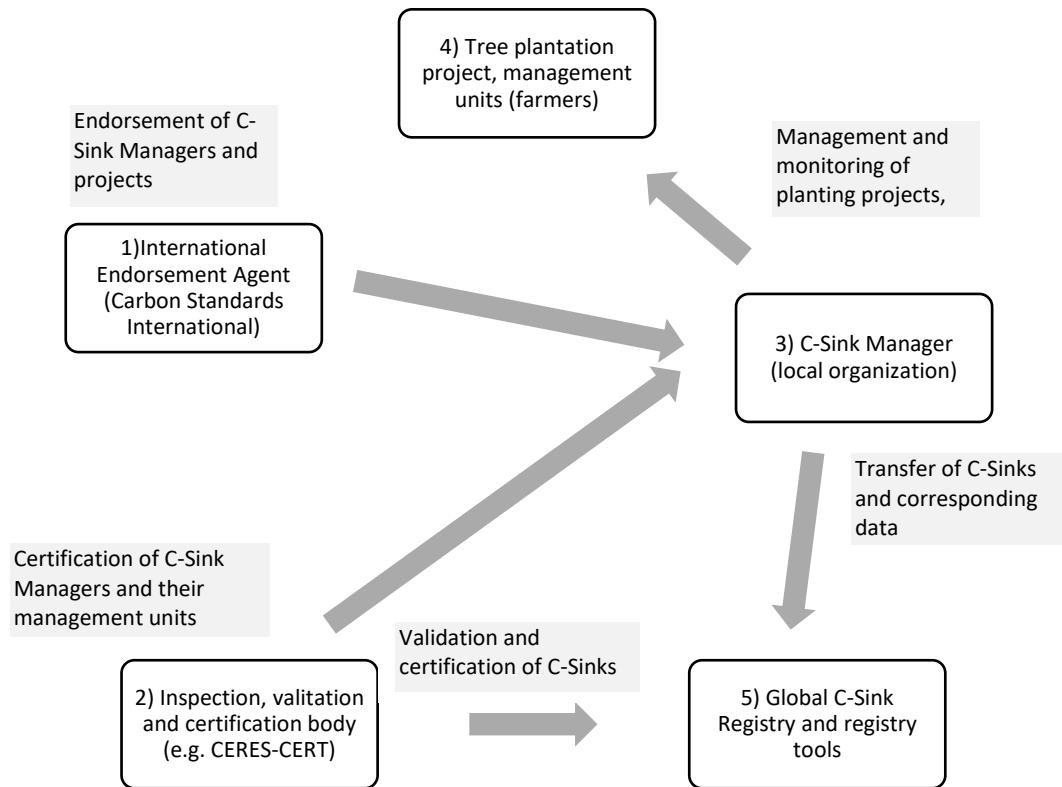 4) Tree plantation
project, management
units (farmers)
Endorsement of C-
Sink Managers and
projects
Management and
monitoring of
planting projects,
1)International
Endorsement Agent
(Carbon Standards
International)
3) C-Sink Manager
(local organization)
Transfer of C-Sinks
and corresponding
data
Certification of C-Sink
Managers and their
management units
Validation and
certification of C-Sinks
2) Inspection, valitation
and certification body
(e.g. CERES-CERT)
5) Global C-Sink
Registry and registry
tools